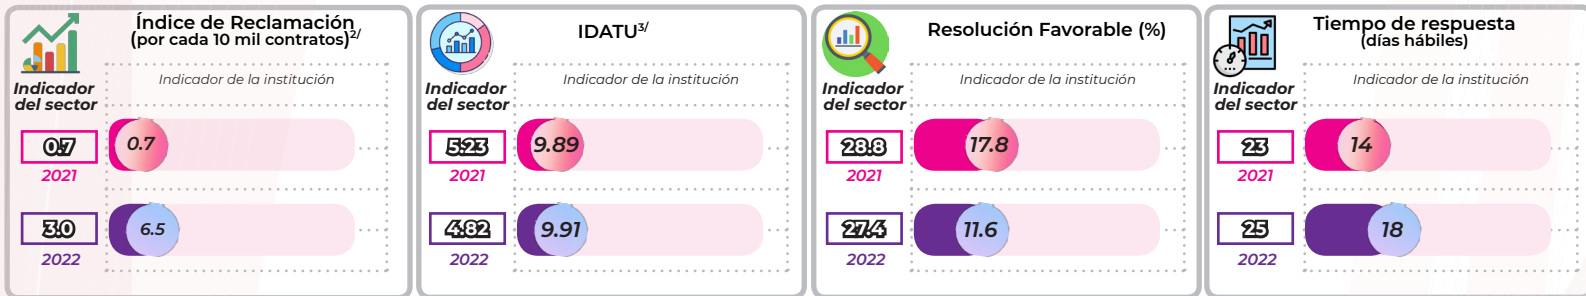 Índice de Reclamación
(por cada 10 mil contratos)2/
Indicador de la institución
Indicador
del sector
0.7
0.7
2021
3.0
6.5
2022
IDATU3/
Indicador de la institución
5.23
9.89
2021
4.82
9.91
2022
Resolución Favorable (%)
Indicador de la institución
Indicador
del sector
28.8
17.8
2021
27.4
11.6
2022
Tiempo de respuesta
(días hábiles)
Indicador de la institución
Indicador
del sector
23
14
2021
25
18
2022